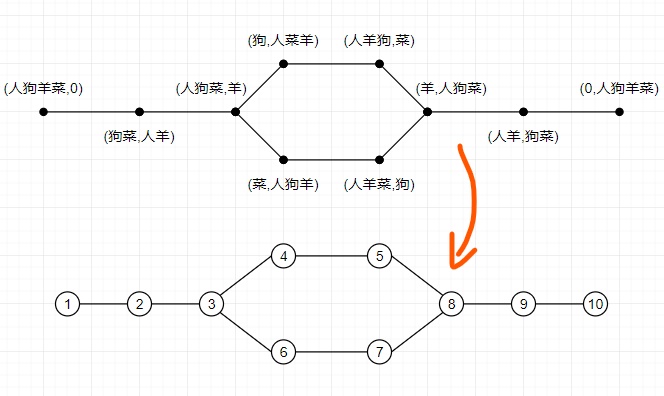 (狗,人菜羊)
(人羊狗,菜)
(人狗羊菜,0)
(人狗菜,羊)
(羊,人狗菜)
(0,人狗羊菜)
(狗菜,人羊)
(人羊,狗菜)
(菜,人狗羊)
(人羊菜,狗)
4
5
1
2
3
8
9
10
6
7